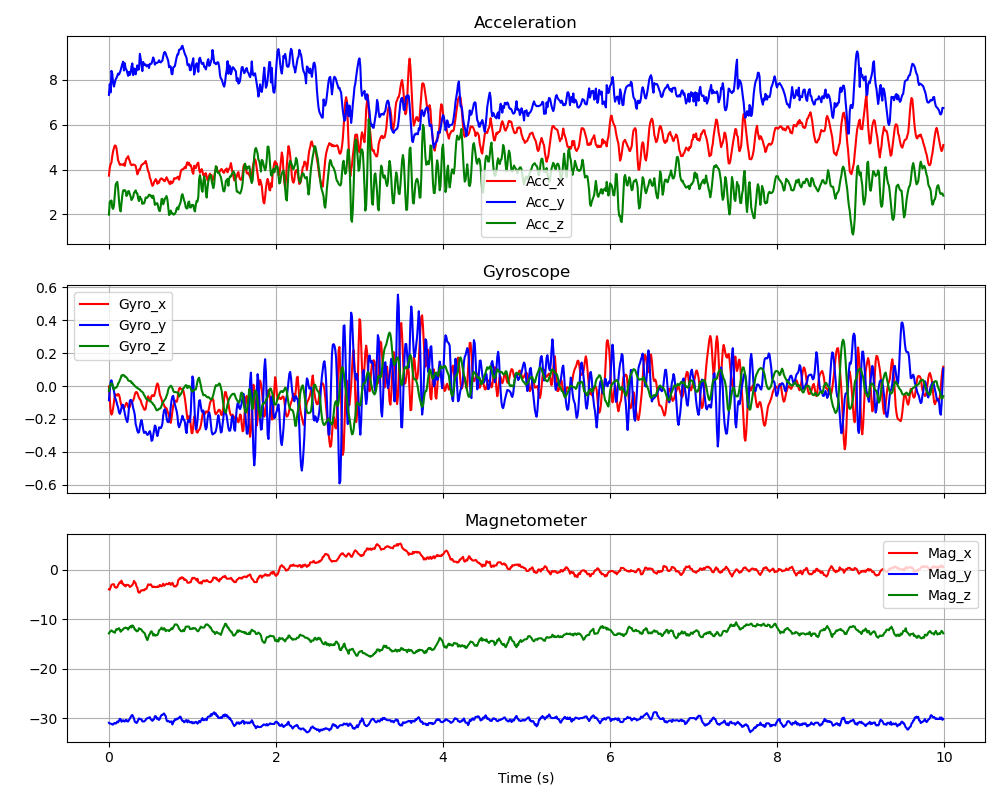 Acceleration
8
6
4
2
Acc_x
Acc_y
Acc_z
Gyroscope
0.6
0.4
0.2
0.0
−0.2
−0.4
−0.6
Gyro_x
Gyro_y
Gyro_z
Magnetometer
0
−10
−20
−30
Mag_x
Mag_y
Mag_z
0 2 4 6 8 10
Time (s)